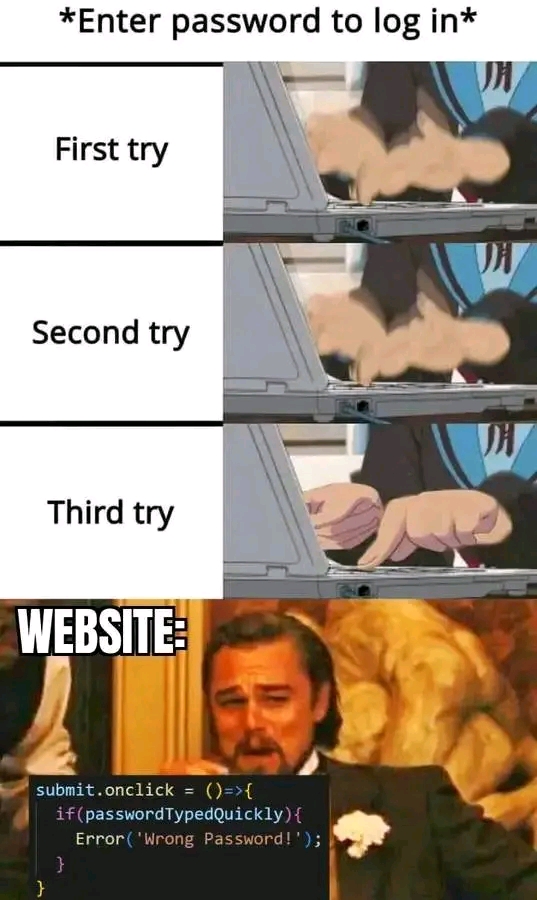 *Enter password to log in*
First try
Second try
Third try
WEBSITE:
submit.onclick = ()=>{
if(passwordTypedQuickly){
Error('Wrong Password!');
}
}